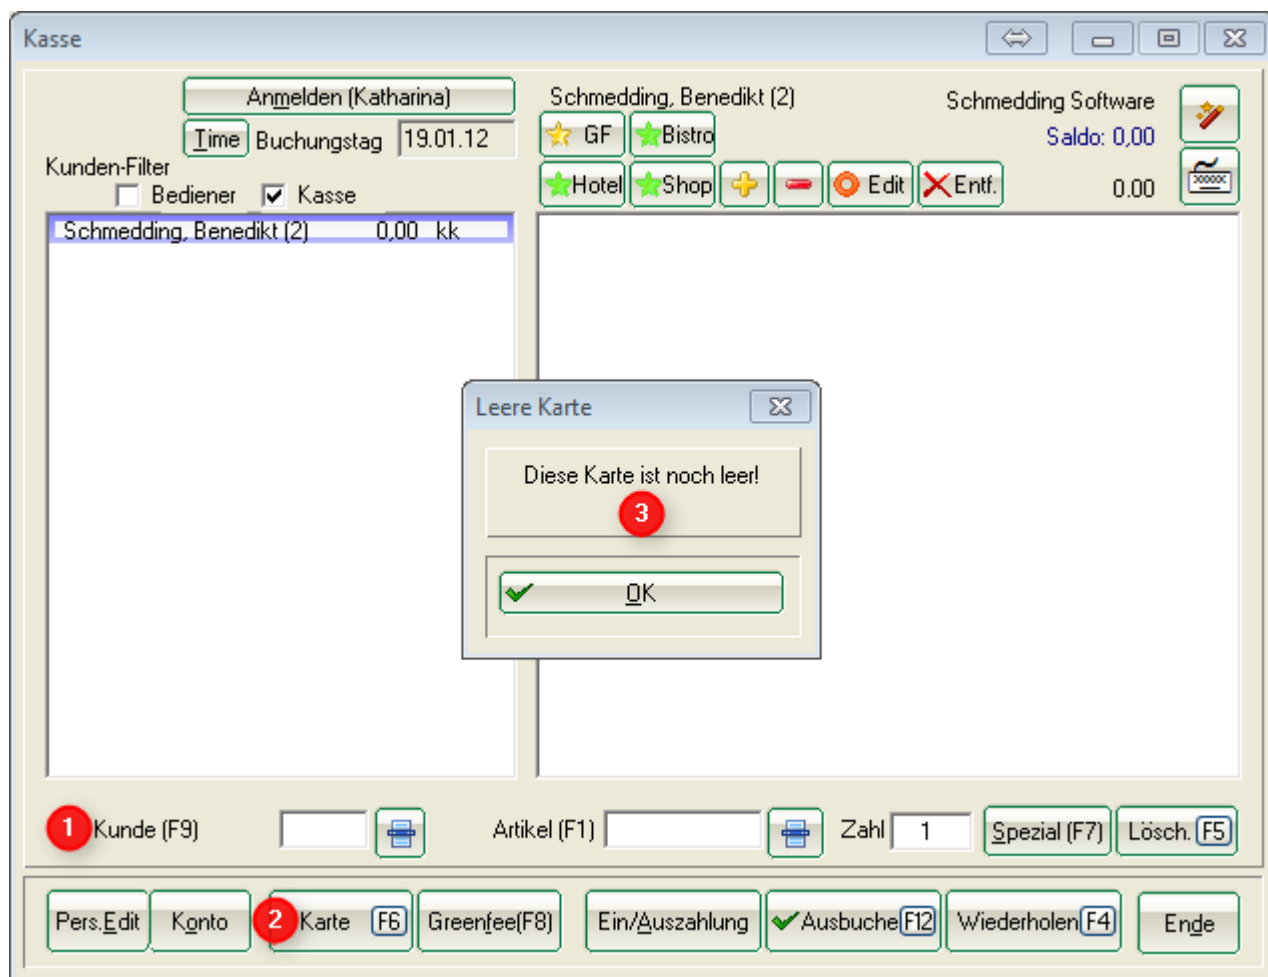 Kasse
Anmelden (Katharina)
Time Buchungstag 19.01.12
Kunden-Filter
Bediener Kasse
Schmedding, Benedikt (2) 0,00 kk
Schmedding, Benedikt (2) Schmedding Software
GF Bistro Saldo: 0,00
Hotel Shop Edit Entf. 0.00
Leere Karte
Diese Karte ist noch leer!
3
OK
1 Kunde (F9) Artikel (F1) Zahl 1 Spezial (F7) Lösch. F5
Pers.Edit Konto 2 Karte F6 Greenfee(F8) Ein/Auszahlung Ausbuche F12 Wiederholen F4 Ende